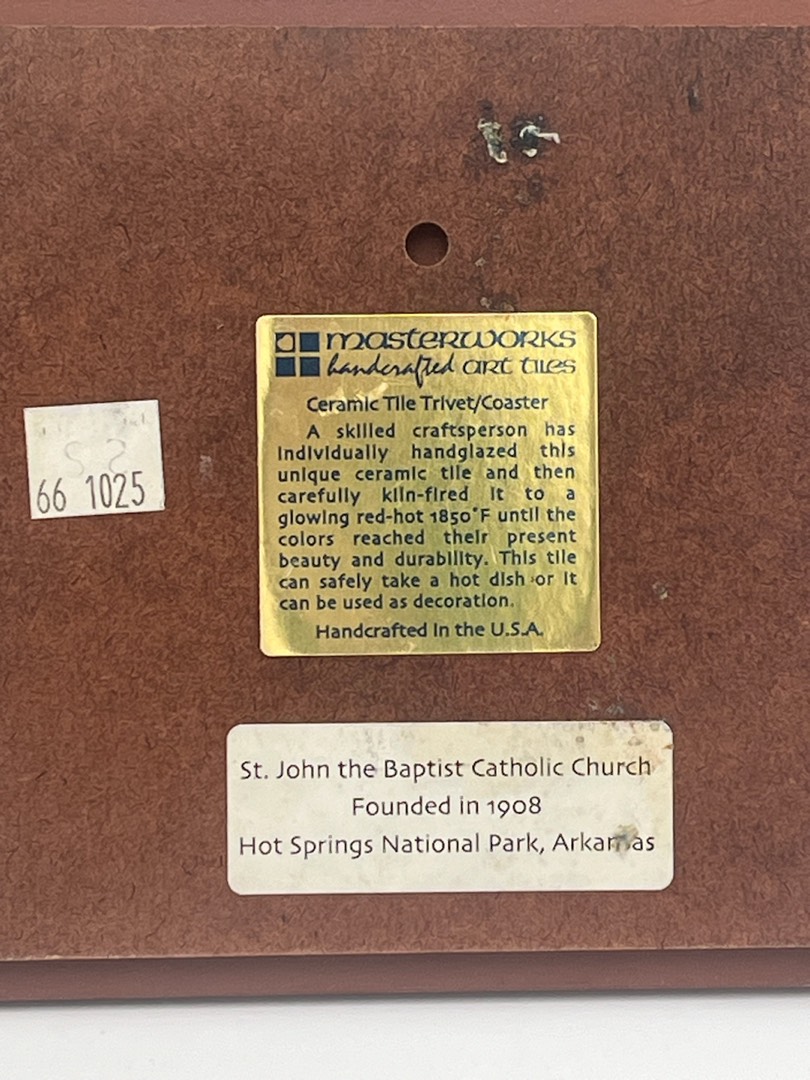 masterworks
handcrafted art tiles
Ceramic Tile Trivet/Coaster
A skilled craftsperson has
individually handglazed this
unique ceramic tile and then
carefully kiln-fired it to a
glowing red-hot 1850°F until the
colors reached their present
beauty and durability. This tile
can safely take a hot dish or it
can be used as decoration.
Handcrafted in the U.S.A.
66 1025
St. John the Baptist Catholic Church
Founded in 1908
Hot Springs National Park, Arkansas